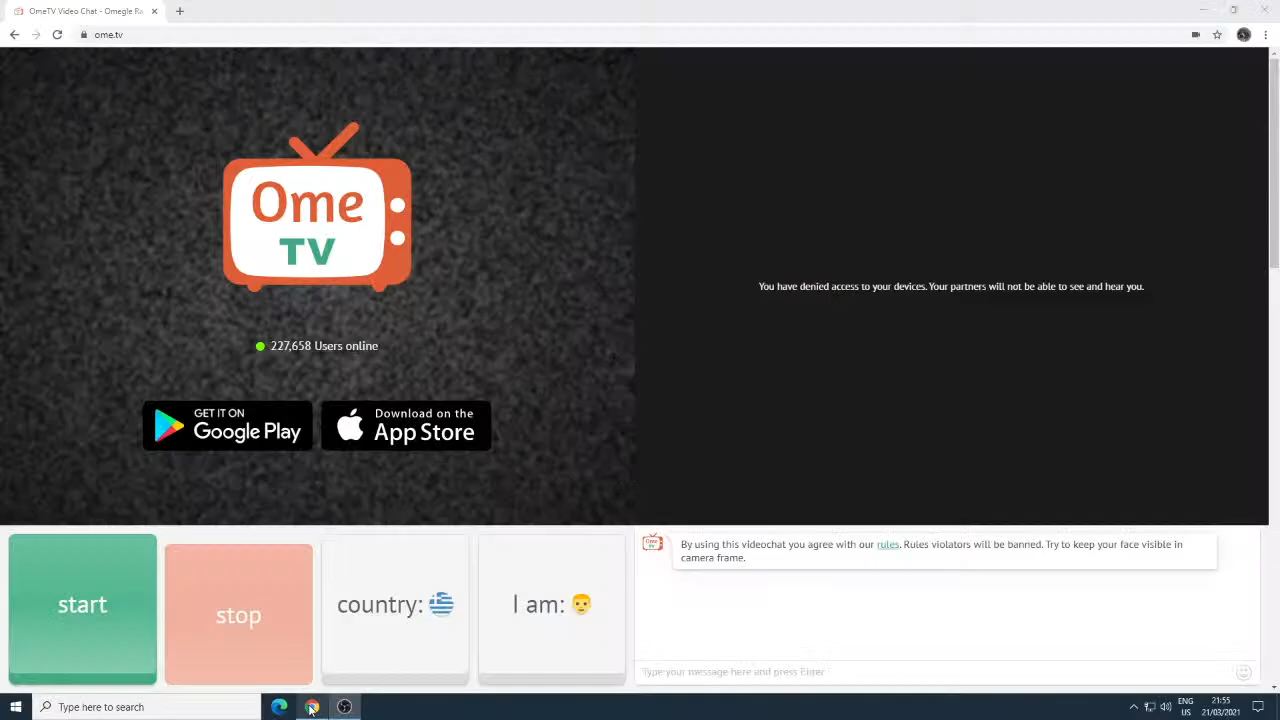 OmeTV Video Chat - Omegle Ra
ome.tv
Ome
TV
227,658 Users online
GET IT ON
Google Play
Download on the
App Store
You have denied access to your devices. Your partners will not be able to see and hear you.
start
stop
country:
I am:
Ome
TV
By using this videochat you agree with our rules. Rules violators will be banned. Try to keep your face visible in
camera frame.
Type your message here and press Enter
Type here to search
ENG
US
21:55
21/03/2021